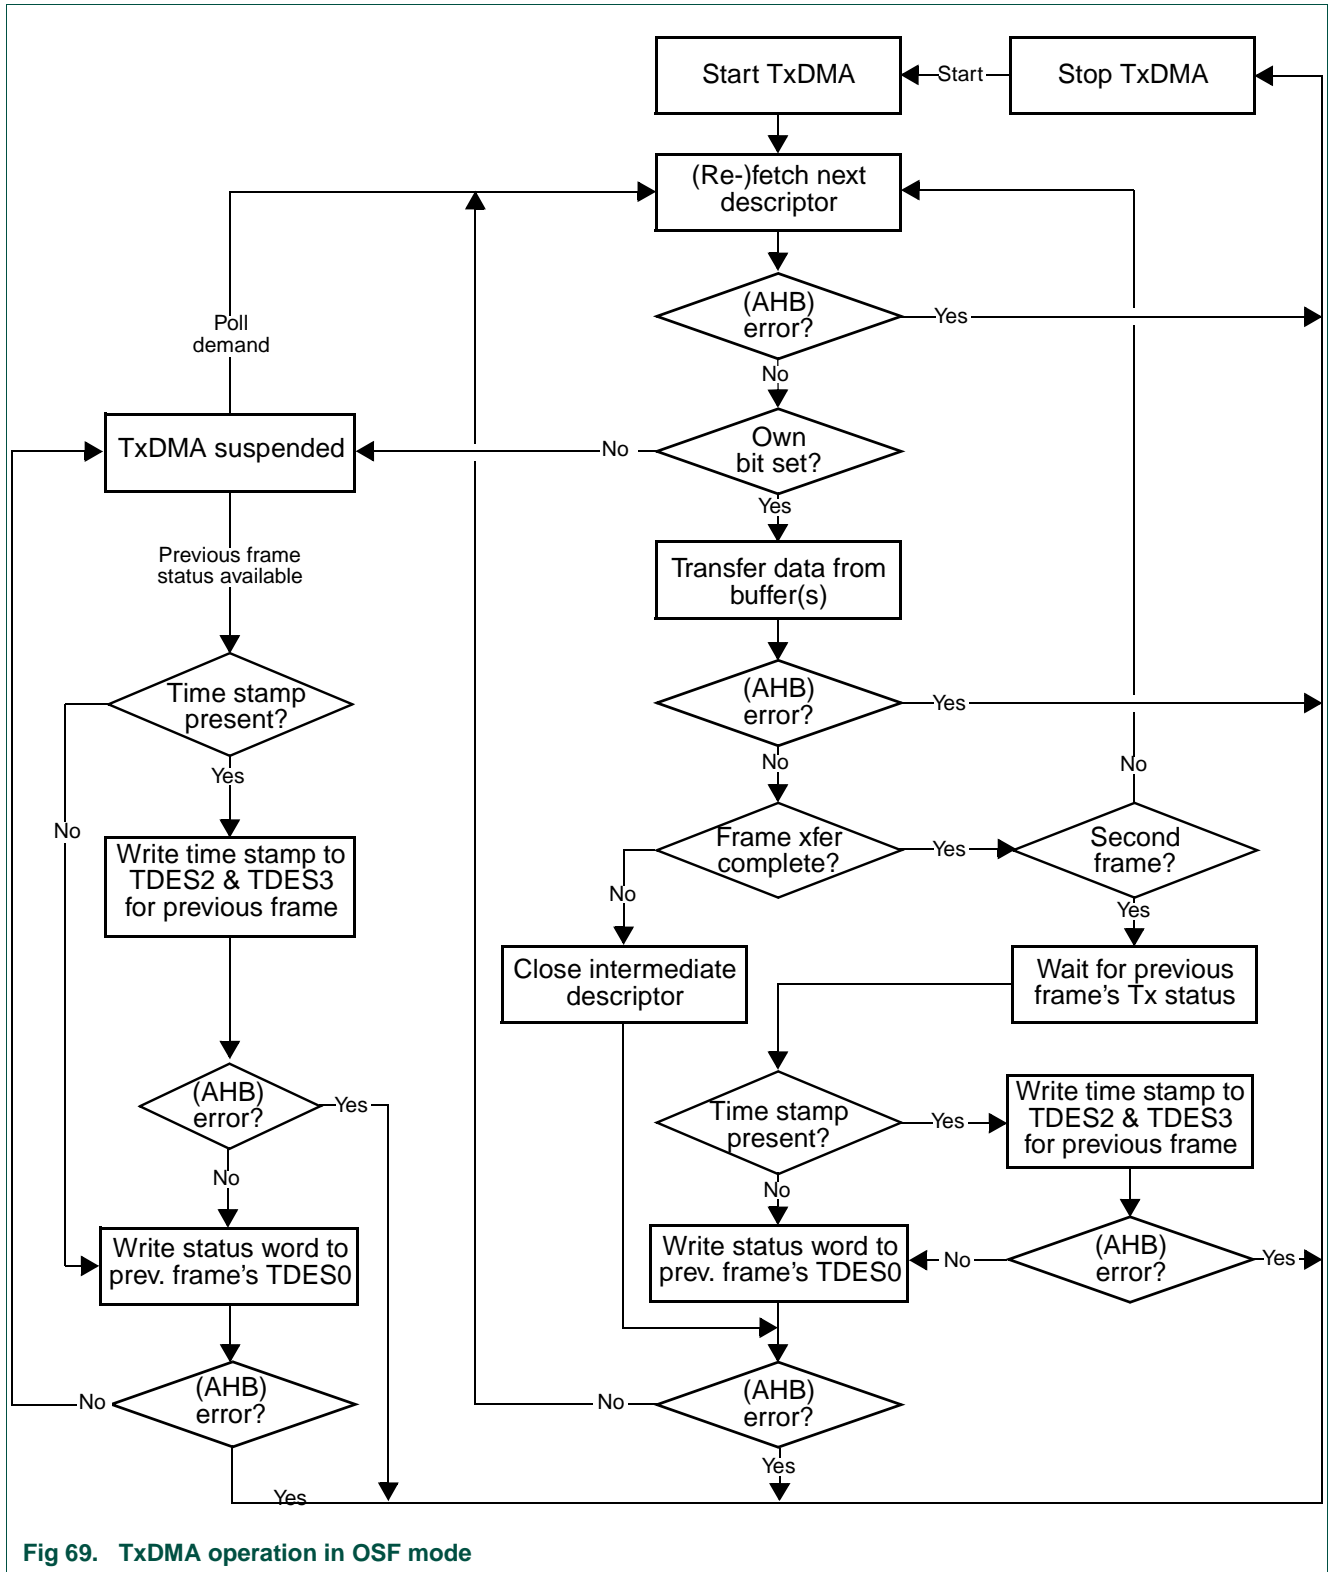 Start TxDMA
Start
Stop TxDMA
(Re-)fetch next
descriptor
(AHB)
error?
Yes
Poll
demand
No
TxDMA suspended
No
Own
bit set?
Yes
Previous frame
status available
Transfer data from
buffer(s)
Time stamp
present?
(AHB)
error?
Yes
Yes
No
No
No
Write time stamp to
TDES2 & TDES3
for previous frame
Frame xfer
complete?
Yes
Second
frame?
No
Yes
Close intermediate
descriptor
Wait for previous
frame's Tx status
(AHB)
error?
Yes
Time stamp
present?
Yes
Write time stamp to
TDES2 & TDES3
for previous frame
No
No
Write status word to
prev. frame's TDES0
Write status word to
prev. frame's TDES0
No
(AHB)
error?
Yes
No
(AHB)
error?
No
(AHB)
error?
Yes
Yes
Fig 69. TxDMA operation in OSF mode